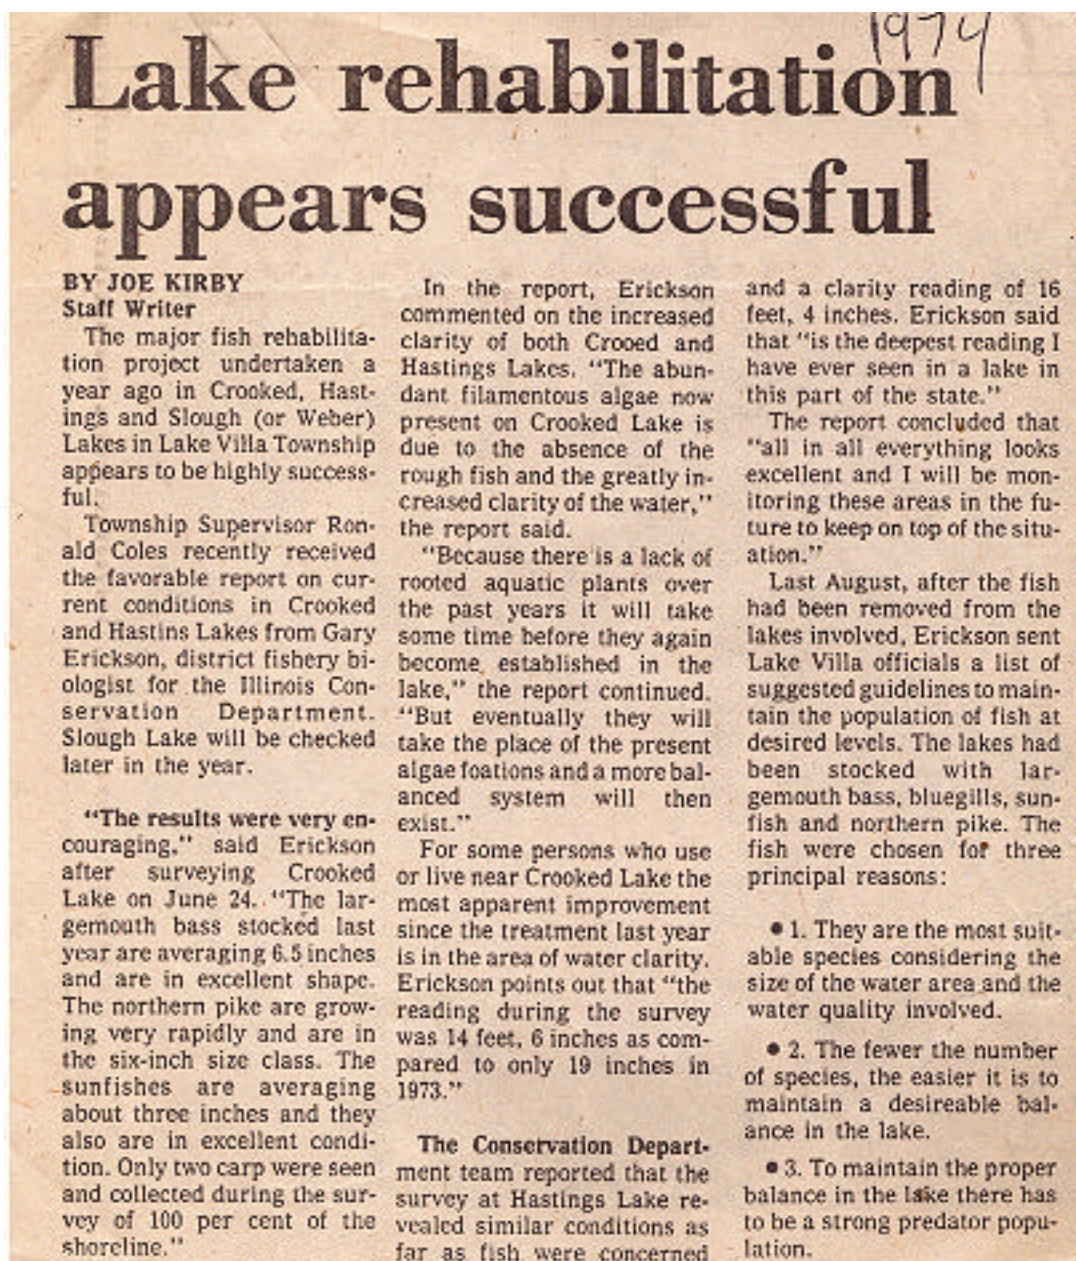 1974
Lake rehabilitation
appears successful
BY JOE KIRBY
Staff Writer
The major fish rehabilita-
tion project undertaken a
year ago in Crooked, Hast-
ings and Slough (or Weber)
Lakes in Lake Villa Township
appears to be highly success-
ful.
Township Supervisor Ron-
ald Coles recently received
the favorable report on cur-
rent conditions in Crooked
and Hastins Lakes from Gary
Erickson, district fishery bi-
ologist for the Illinois Con-
servation Department.
Slough Lake will be checked
later in the year.
"The results were very en-
couraging," said Erickson
after surveying Crooked
Lake on June 24. "The lar-
gemouth bass stocked last
year are averaging 6.5 inches
and are in excellent shape.
The northern pike are grow-
ing very rapidly and are in
the six-inch size class. The
sunfishes are averaging
about three inches and they
also are in excellent condi-
tion. Only two carp were seen
and collected during the sur-
vey of 100 per cent of the
shoreline."
In the report, Erickson
commented on the increased
clarity of both Crooed and
Hastings Lakes. "The abun-
dant filamentous algae now
present on Crooked Lake is
due to the absence of the
rough fish and the greatly in-
creased clarity of the water,"
the report said.
"Because there is a lack of
rooted aquatic plants over
the past years it will take
some time before they again
become established in the
lake," the report continued.
"But eventually they will
take the place of the present
algae foations and a more bal-
anced system will then
exist."
For some persons who use
or live near Crooked Lake the
most apparent improvement
since the treatment last year
is in the area of water clarity.
Erickson points out that "the
reading during the survey
was 14 feet, 6 inches as com-
pared to only 19 inches in
1973."
The Conservation Depart-
ment team reported that the
survey at Hastings Lake re-
vealed similar conditions as
far as fish were concerned
and a clarity reading of 16
feet, 4 inches. Erickson said
that "is the deepest reading I
have ever seen in a lake in
this part of the state."
The report concluded that
"all in all everything looks
excellent and I will be mon-
itoring these areas in the fu-
ture to keep on top of the situ-
ation."
Last August, after the fish
had been removed from the
lakes involved, Erickson sent
Lake Villa officials a list of
suggested guidelines to main-
tain the population of fish at
desired levels. The lakes had
been stocked with lar-
gemouth bass, bluegills, sun-
fish and northern pike. The
fish were chosen for three
principal reasons:
● 1. They are the most suit-
able species considering the
size of the water area and the
water quality involved.
● 2. The fewer the number
of species, the easier it is to
maintain a desireable bal-
ance in the lake.
● 3. To maintain the proper
balance in the lake there has
to be a strong predator popu-
lation.